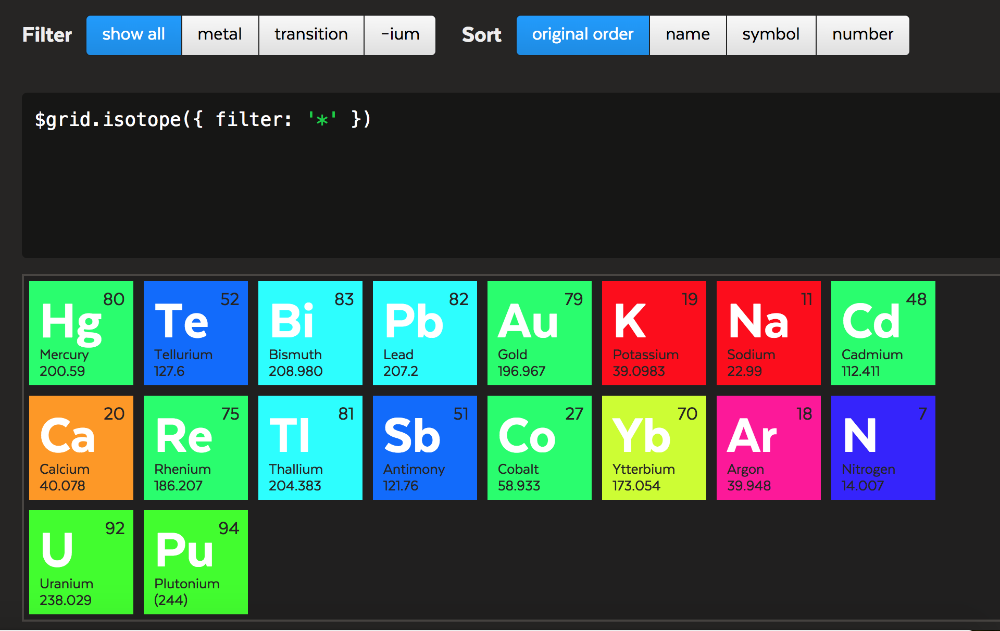 Filter show all metal transition -ium Sort original order name symbol number
$grid.isotope({ filter: '*' })
80 52 83 82 79 19 11 48
Hg Te Bi Pb Au K Na Cd
Mercury Tellurium Bismuth Lead Gold Potassium Sodium Cadmium
200.59 127.6 208.980 207.2 196.967 39.0983 22.99 112.411
20 75 81 51 27 70 18 7
Ca Re Tl Sb Co Yb Ar N
Calcium Rhenium Thallium Antimony Cobalt Ytterbium Argon Nitrogen
40.078 186.207 204.383 121.76 58.933 173.054 39.948 14.007
92 94
U Pu
Uranium Plutonium
238.029 (244)